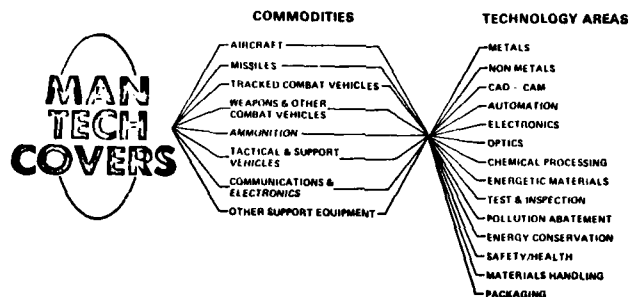 MAN
TECH
COVERS
COMMODITIES
AIRCRAFT
MISSILES
TRACKED COMBAT VEHICLES
WEAPONS & OTHER
COMBAT VEHICLES
AMMUNITION
TACTICAL & SUPPORT
VEHICLES
COMMUNICATIONS &
ELECTRONICS
OTHER SUPPORT EQUIPMENT
TECHNOLOGY AREAS
METALS
NON METALS
CAD - CAM
AUTOMATION
ELECTRONICS
OPTICS
CHEMICAL PROCESSING
ENERGETIC MATERIALS
TEST & INSPECTION
POLLUTION ABATEMENT
ENERGY CONSERVATION
SAFETY/HEALTH
MATERIALS HANDLING
PACKAGING